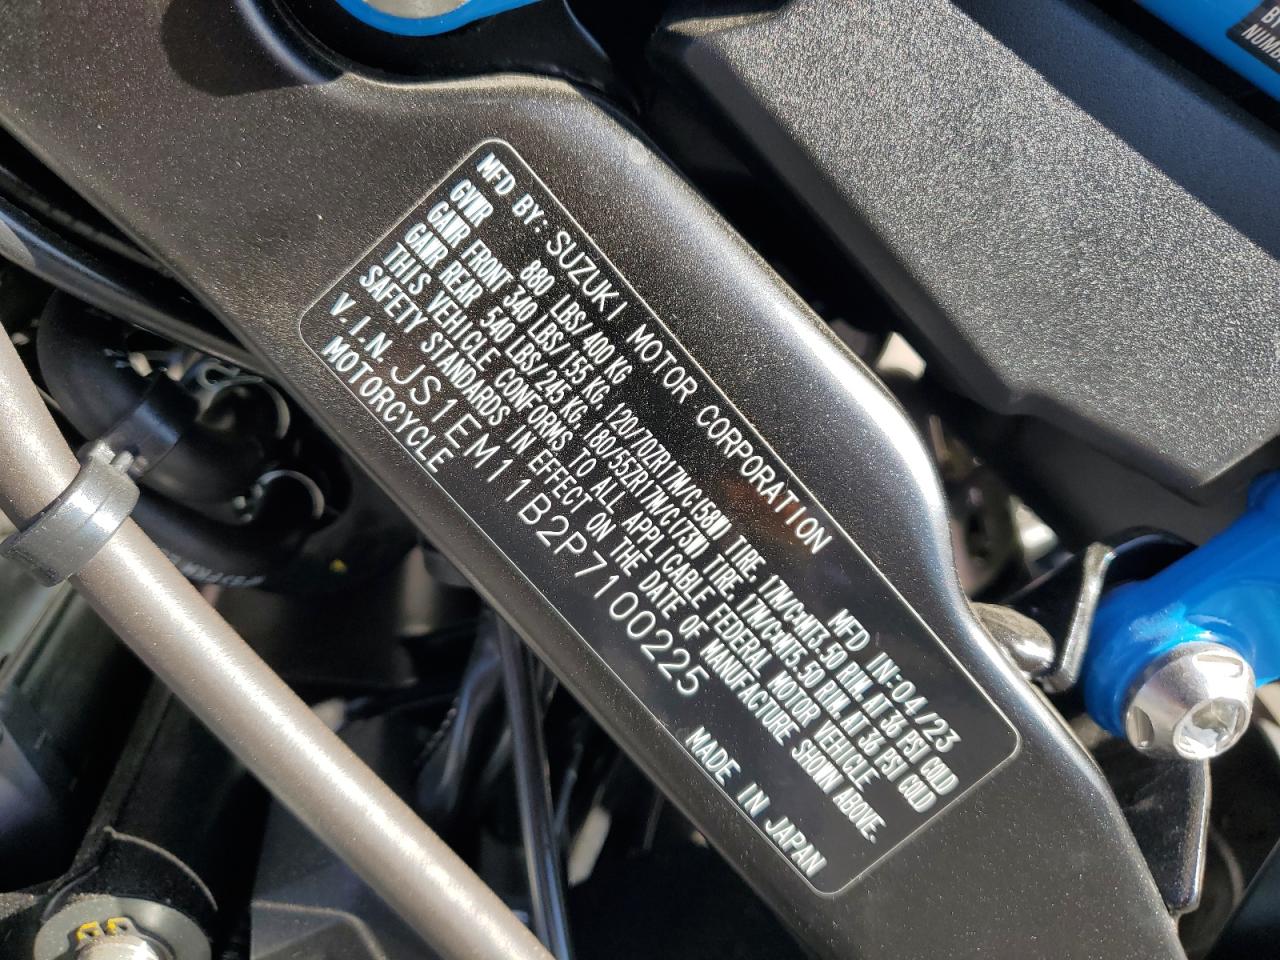 MFD BY: SUZUKI MOTOR CORPORATION
MFD IN:04/23
GVWR 880 LBS/400 KG
GAWR FRONT 340 LBS/155 KG, 120/70ZR17M/C(58W) TIRE, 17M/CxMT3.50 RIM, AT 36 PSI COLD
GAWR REAR 540 LBS/245 KG, 180/55ZR17M/C(73W) TIRE, 17M/CxMT5.50 RIM, AT 36 PSI COLD
THIS VEHICLE CONFORMS TO ALL APPLICABLE FEDERAL MOTOR VEHICLE
SAFETY STANDARDS IN EFFECT ON THE DATE OF MANUFACTURE SHOWN ABOVE.
V.I.N. JS1EM11B2P7100225
MOTORCYCLE MADE IN JAPAN